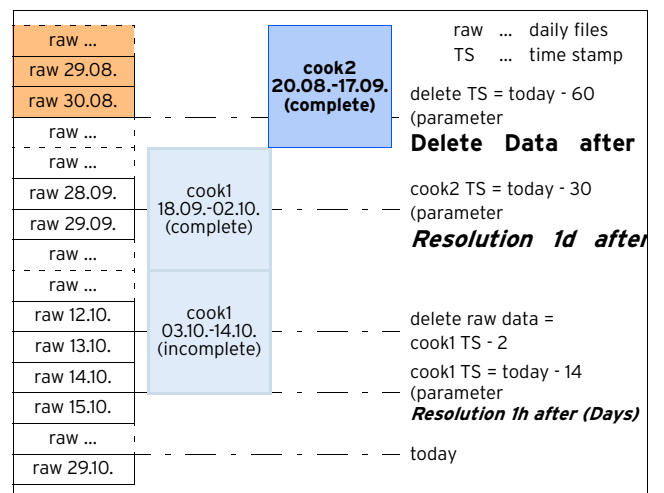 raw ...
raw 29.08.
raw 30.08.
raw ...
raw ...
raw 28.09.
raw 29.09.
raw ...
raw ...
raw 12.10.
raw 13.10.
raw 14.10.
raw 15.10.
raw ...
raw 29.10.
cook1
18.09.-02.10.
(complete)
cook1
03.10.-14.10.
(incomplete)
cook2
20.08.-17.09.
(complete)
raw ... daily files
TS ... time stamp
delete TS = today - 60
(parameter
Delete Data after
cook2 TS = today - 30
(parameter
Resolution 1d after
delete raw data =
cook1 TS - 2
cook1 TS = today - 14
(parameter
Resolution 1h after (Days)
today